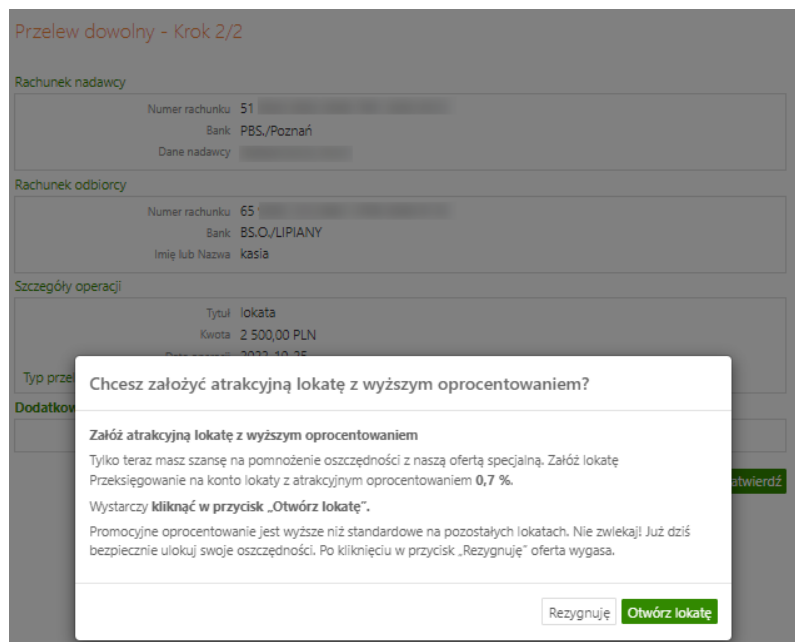 Przelew dowolny - Krok 2/2
Rachunek nadawcy
Numer rachunku 51
Bank PBS./Poznań
Dane nadawcy
Rachunek odbiorcy
Numer rachunku 65
Bank BS.O./LIPIANY
Imię lub Nazwa kasia
Szczegóły operacji
Tytuł lokata
Kwota 2 500,00 PLN
Typ
Chcesz założyć atrakcyjną lokatę z wyższym oprocentowaniem?
Załóż atrakcyjną lokatę z wyższym oprocentowaniem
Tylko teraz masz szansę na pomnożenie oszczędności z naszą ofertą specjalną. Załóż lokatę
Przeksięgowanie na konto lokaty z atrakcyjnym oprocentowaniem 0,7 %.
Wystarczy kliknąć w przycisk „Otwórz lokatę”.
Promocyjne oprocentowanie jest wyższe niż standardowe na pozostałych lokatach. Nie zwlekaj! Już dziś
bezpiecznie ulokuj swoje oszczędności. Po kliknięciu w przycisk „Rezygnuję” oferta wygasa.
Rezygnuję Otwórz lokatę